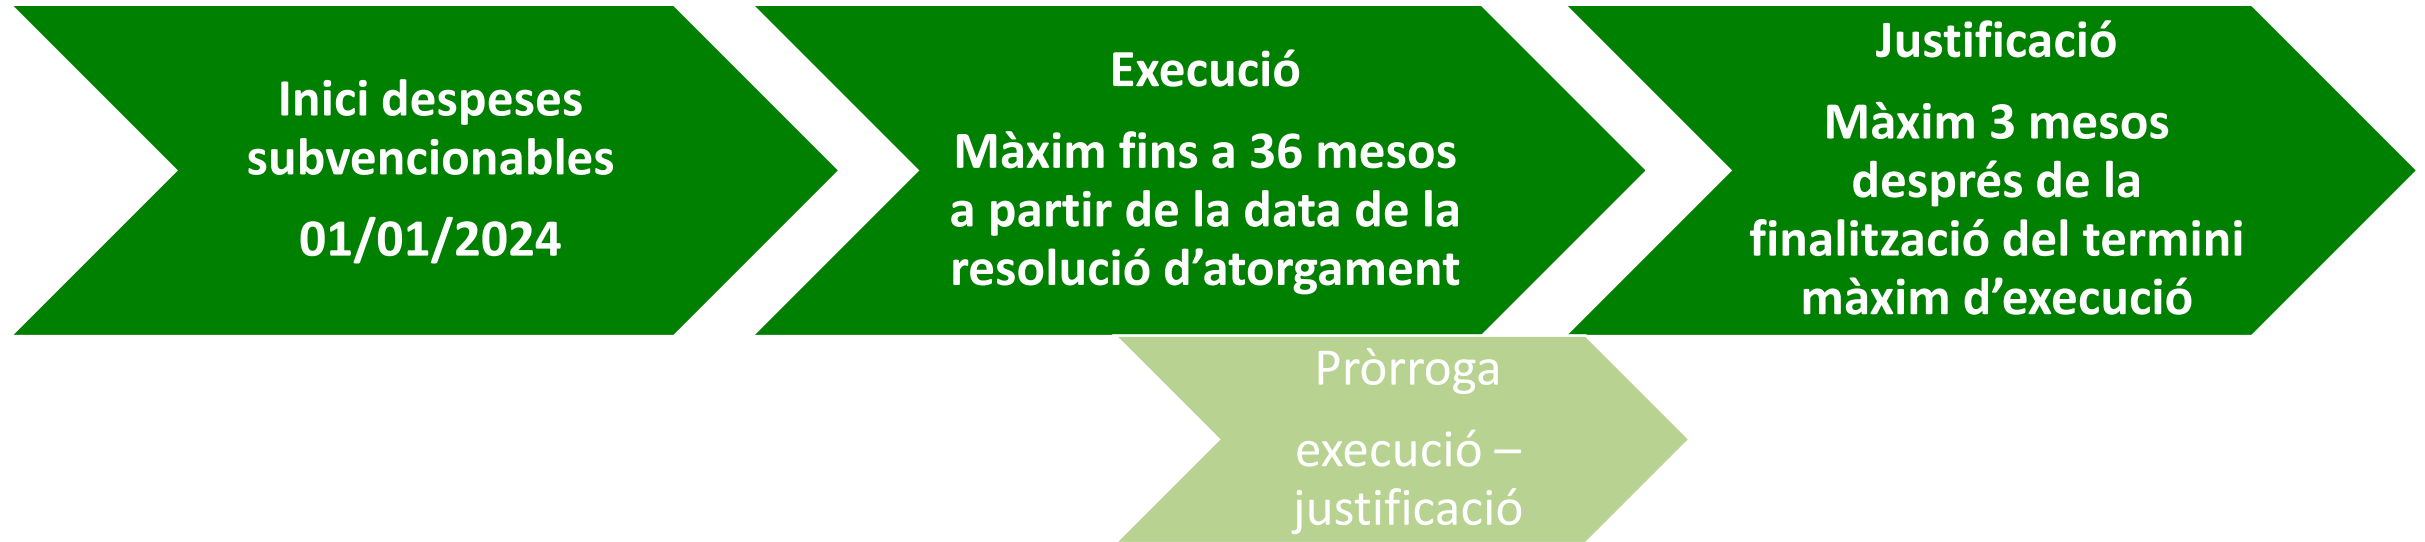 Inici despeses
subvencionables
01/01/2024
Execució
Màxim fins a 36 mesos
a partir de la data de la
resolució d’atorgament
Justificació
Màxim 3 mesos
després de la
finalització del termini
màxim d’execució
Pròrroga
execució –
justificació